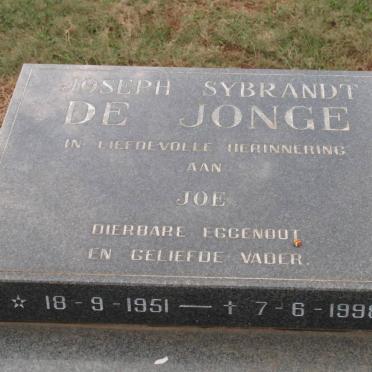 JOSEPH SYBRANDT
DE JONGE
IN LIEFDEVOLLE HERINNERING
AAN
JOE
DIERBARE EGGENOOT
EN GELIEFDE VADER.
☆ 18-9-1951 — † 7-6-1998